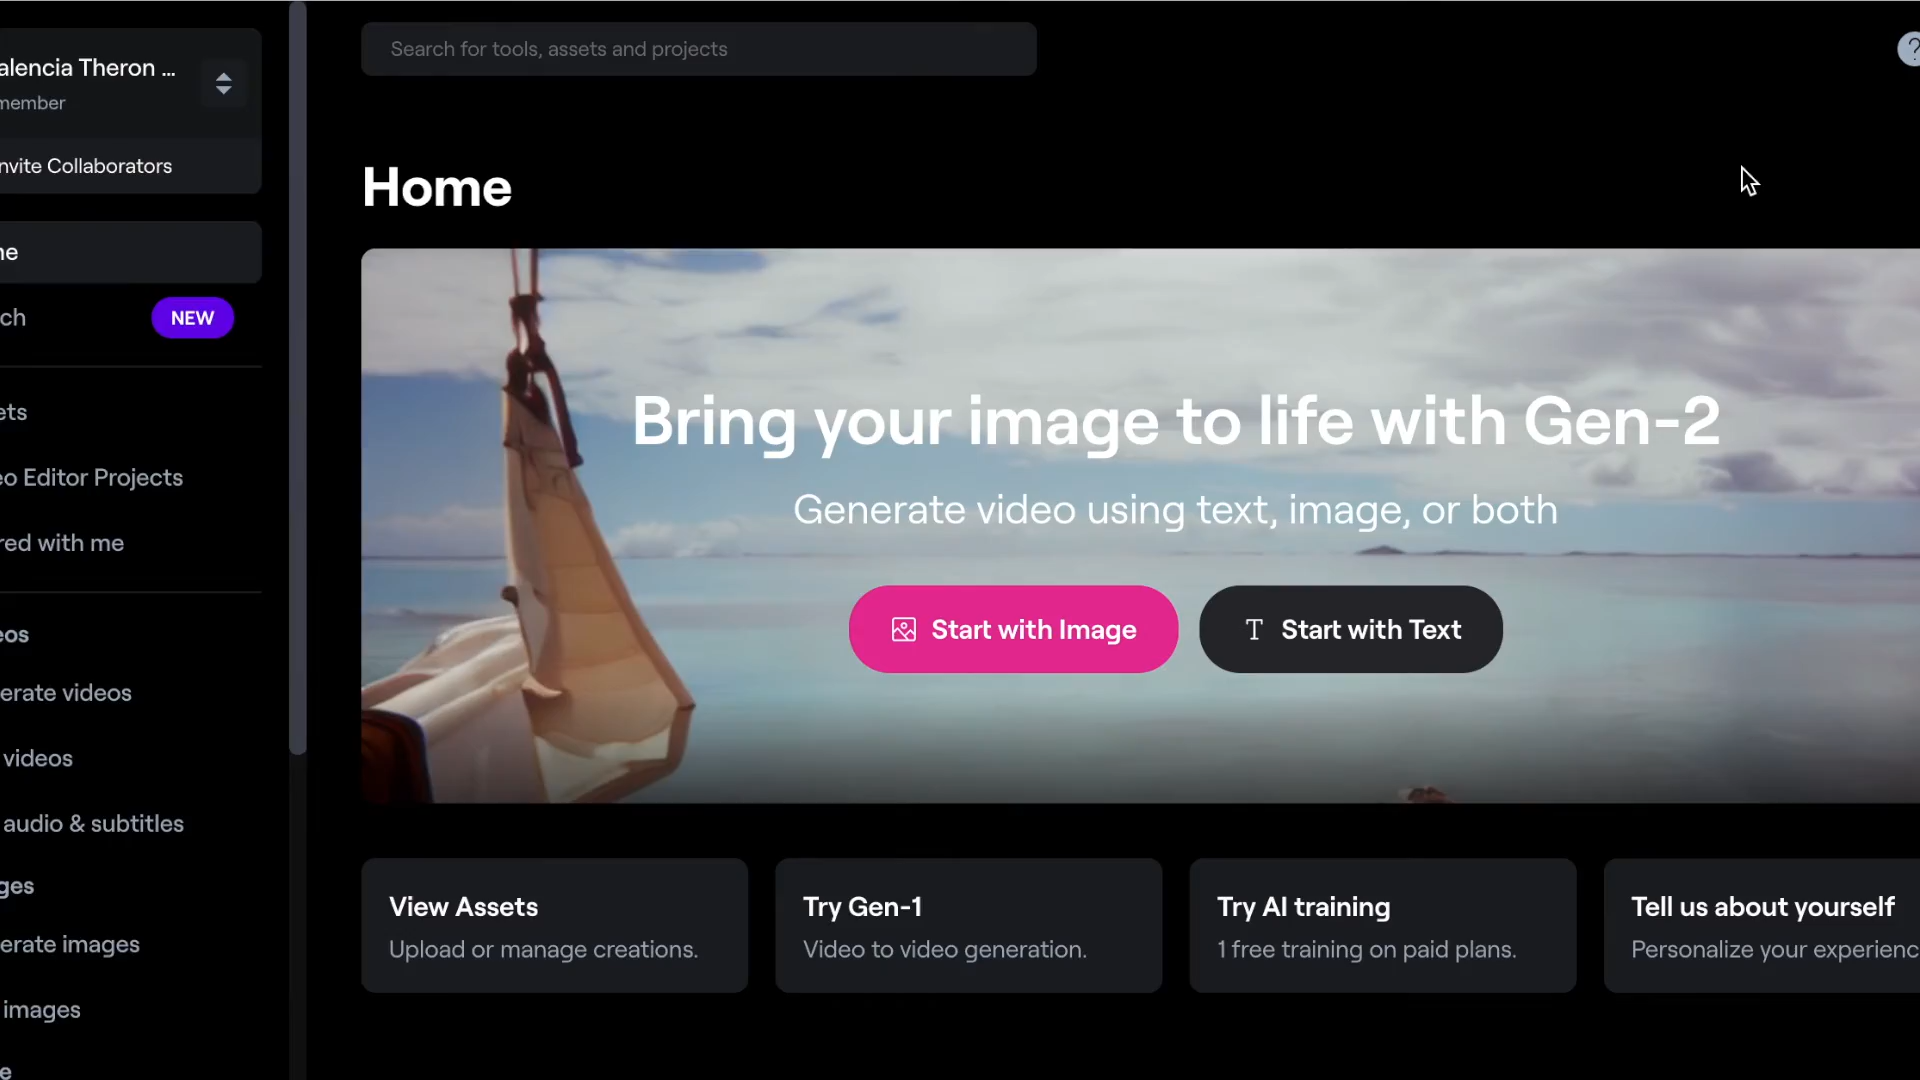 Search for tools, assets and projects
?
alencia Theron ...
member
nvite Collaborators
ne
ch
NEW
ets
eo Editor Projects
red with me
eos
erate videos
videos
audio & subtitles
ges
erate images
images
e
Home
Bring your image to life with Gen-2
Generate video using text, image, or both
Start with Image
T Start with Text
View Assets
Upload or manage creations.
Try Gen-1
Video to video generation.
Try AI training
1 free training on paid plans.
Tell us about yourself
Personalize your experienc